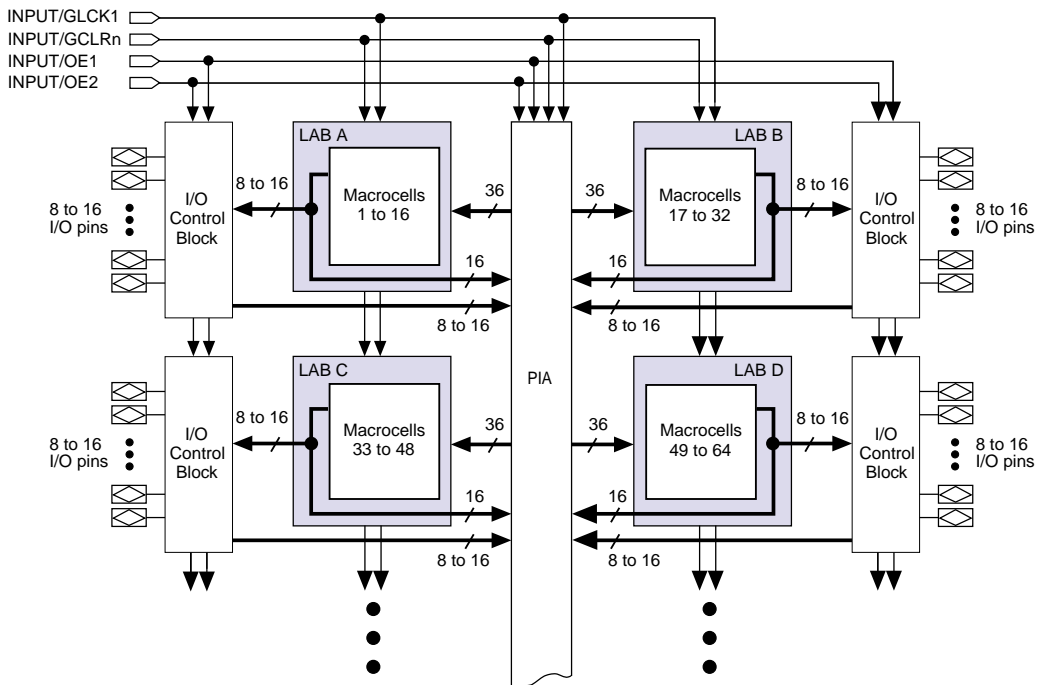 INPUT/GLCK1
INPUT/GCLRn
INPUT/OE1
INPUT/OE2
LAB A
LAB B
I/O
Control
Block
8 to 16
I/O pins
8 to 16
Macrocells
1 to 16
36
16
8 to 16
36
16
8 to 16
Macrocells
17 to 32
8 to 16
I/O
Control
Block
8 to 16
I/O pins
PIA
LAB C
LAB D
I/O
Control
Block
8 to 16
I/O pins
8 to 16
Macrocells
33 to 48
36
16
8 to 16
36
16
8 to 16
Macrocells
49 to 64
8 to 16
I/O
Control
Block
8 to 16
I/O pins